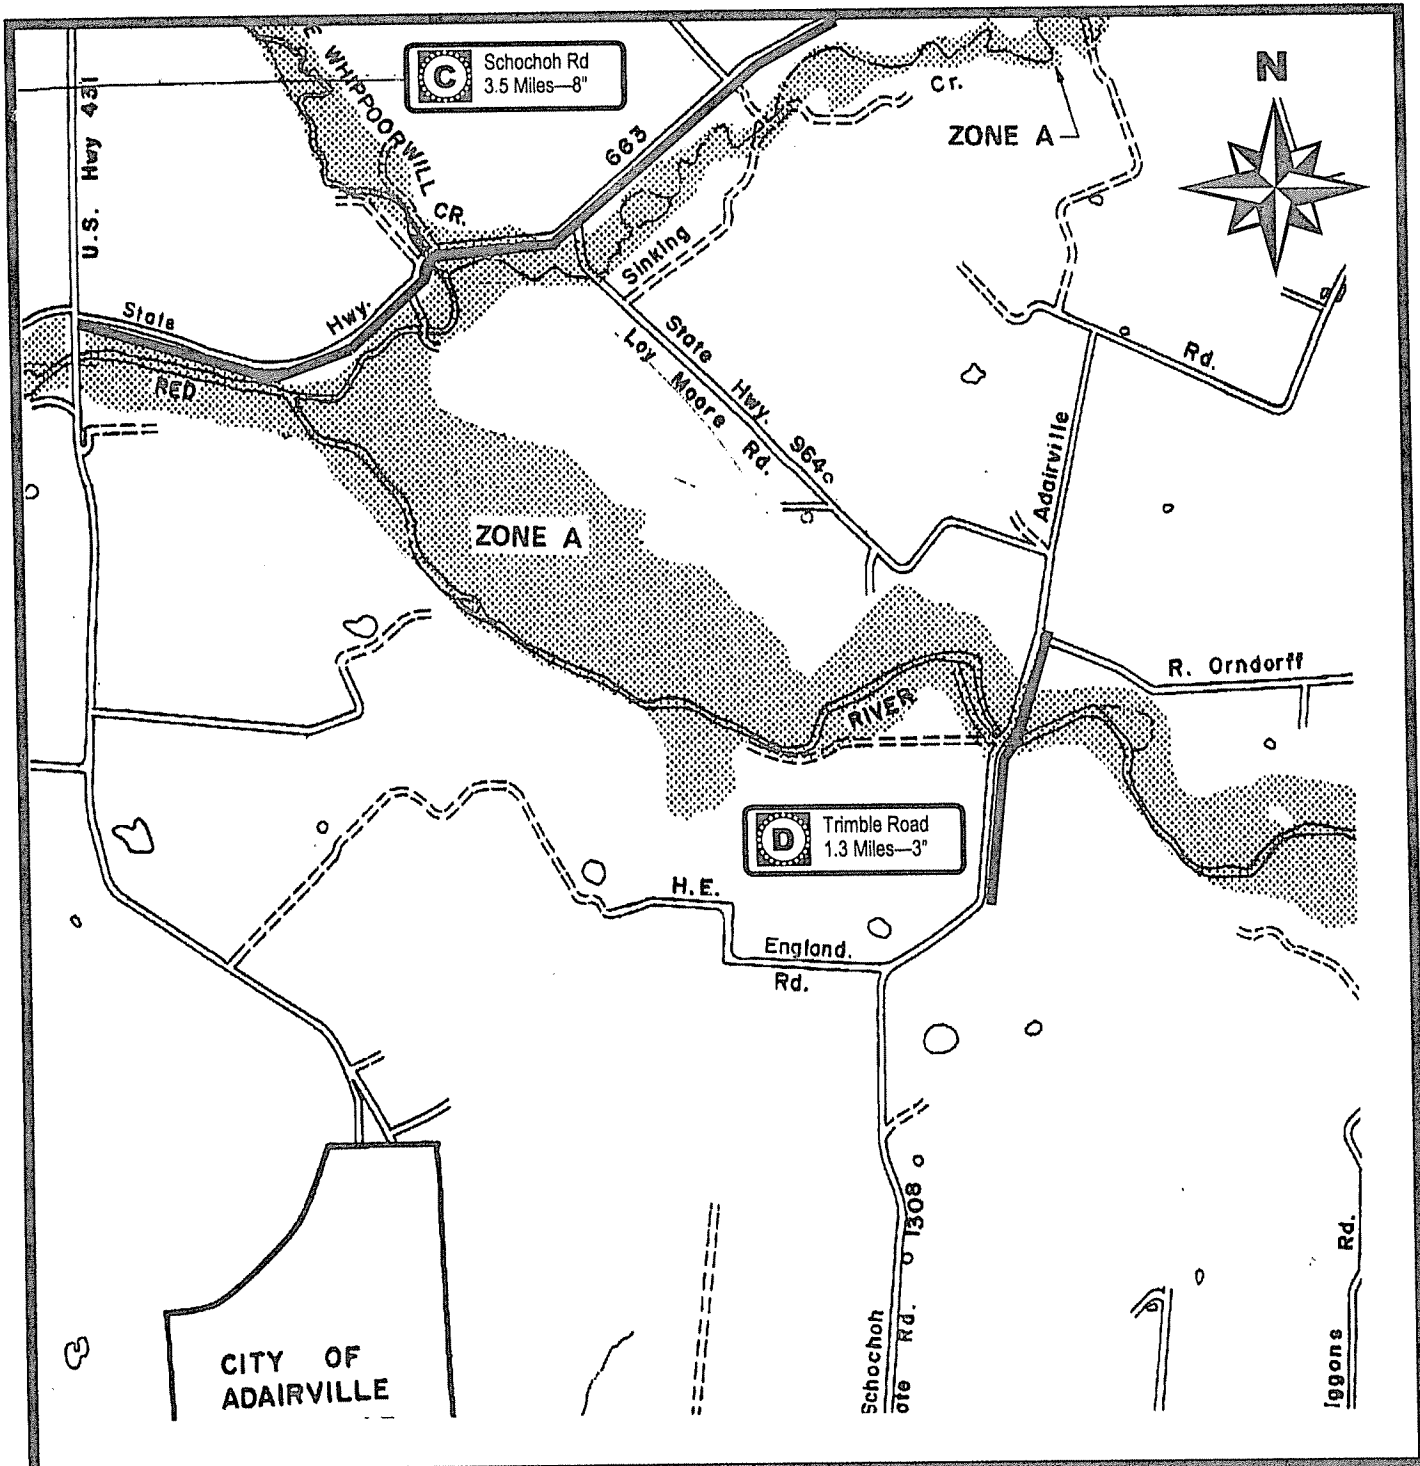 E WHIPPOORWILL CR.
C
Schochoh Rd
3.5 Miles—8"
U.S. Hwy 431
663
Cr.
ZONE A
N
Sinking
State Hwy.
RED
State Hwy. 964
Loy Moore Rd.
Rd.
Adairville
ZONE A
RIVER
R. Orndorff
D
Trimble Road
1.3 Miles—3"
H.E.
England.
Rd.
1308
Schochoh
ate Rd.
Iggons Rd.
CITY OF
ADAIRVILLE